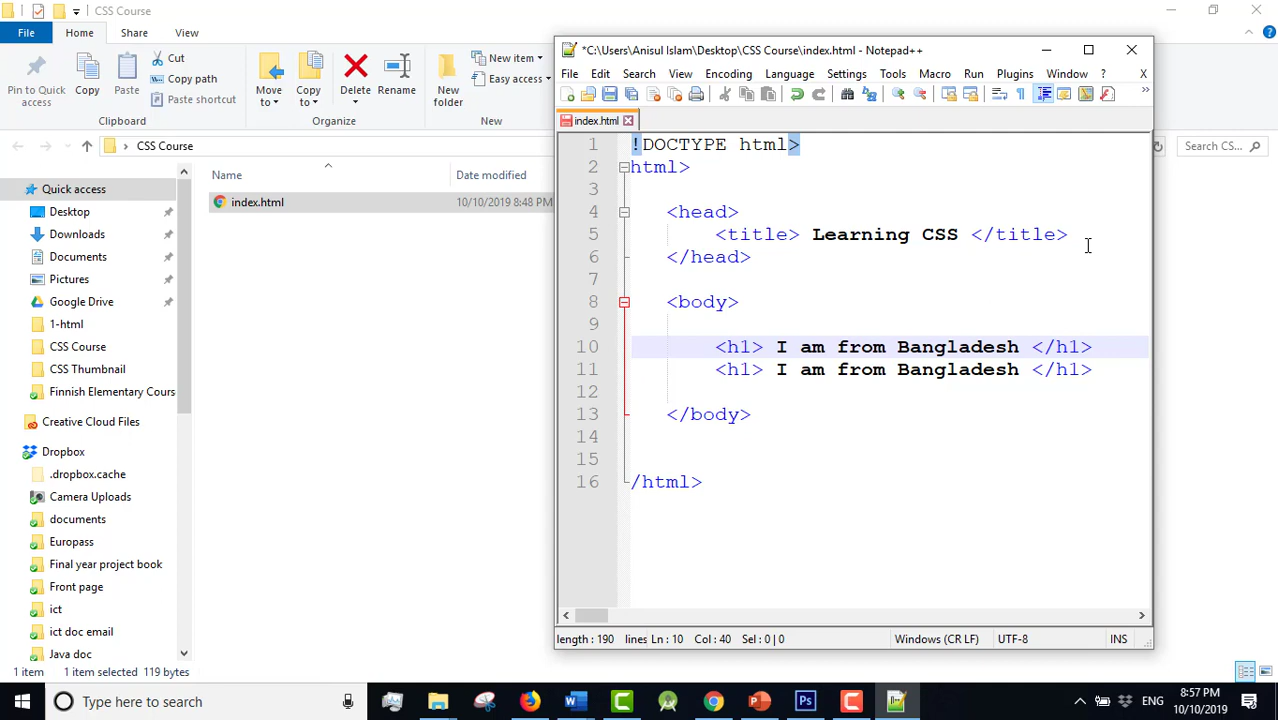 CSS Course
File Home Share View
Pin to Quick access
Copy
Paste
Cut
Copy path
Paste shortcut
Clipboard
Move to
Copy to
Delete
Rename
Organize
New folder
New item
Easy access
New
CSS Course
Search CS...
Name Date modified
index.html 10/10/2019 8:48 PM
Quick access
Desktop
Downloads
Documents
Pictures
Google Drive
1-html
CSS Course
CSS Thumbnail
Finnish Elementary Cours
Creative Cloud Files
Dropbox
.dropbox.cache
Camera Uploads
documents
Europass
Final year project book
Front page
ict
ict doc email
Java doc
1 item 1 item selected 119 bytes
*C:\Users\Anisul Islam\Desktop\CSS Course\index.html - Notepad++
File Edit Search View Encoding Language Settings Tools Macro Run Plugins Window ? X
index.html
1 !DOCTYPE html>
2 html>
3
4 <head>
5 <title> Learning CSS </title>
6 </head>
7
8 <body>
9
10 <h1> I am from Bangladesh </h1>
11 <h1> I am from Bangladesh </h1>
12
13 </body>
14
15
16 /html>
length : 190 lines Ln : 10 Col : 40 Sel : 0 | 0 Windows (CR LF) UTF-8 INS
Type here to search
ENG
8:57 PM
10/10/2019